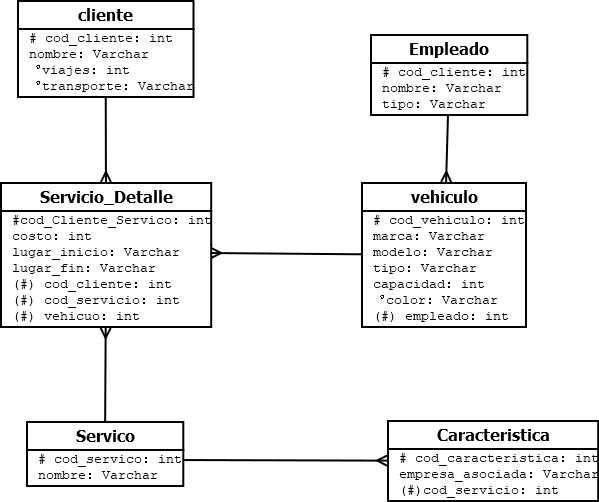 cliente
# cod_cliente: int
nombre: Varchar
°viajes: int
°transporte: Varchar
Empleado
# cod_cliente: int
nombre: Varchar
tipo: Varchar
Servicio_Detalle
#cod_Cliente_Servico: int
costo: int
lugar_inicio: Varchar
lugar_fin: Varchar
(#) cod_cliente: int
(#) cod_servicio: int
(#) vehicuo: int
vehiculo
# cod_vehiculo: int
marca: Varchar
modelo: Varchar
tipo: Varchar
capacidad: int
°color: Varchar
(#) empleado: int
Servico
# cod_servico: int
nombre: Varchar
Caracteristica
# cod_caracteristica: int
empresa_asociada: Varchar
(#)cod_servicio: int